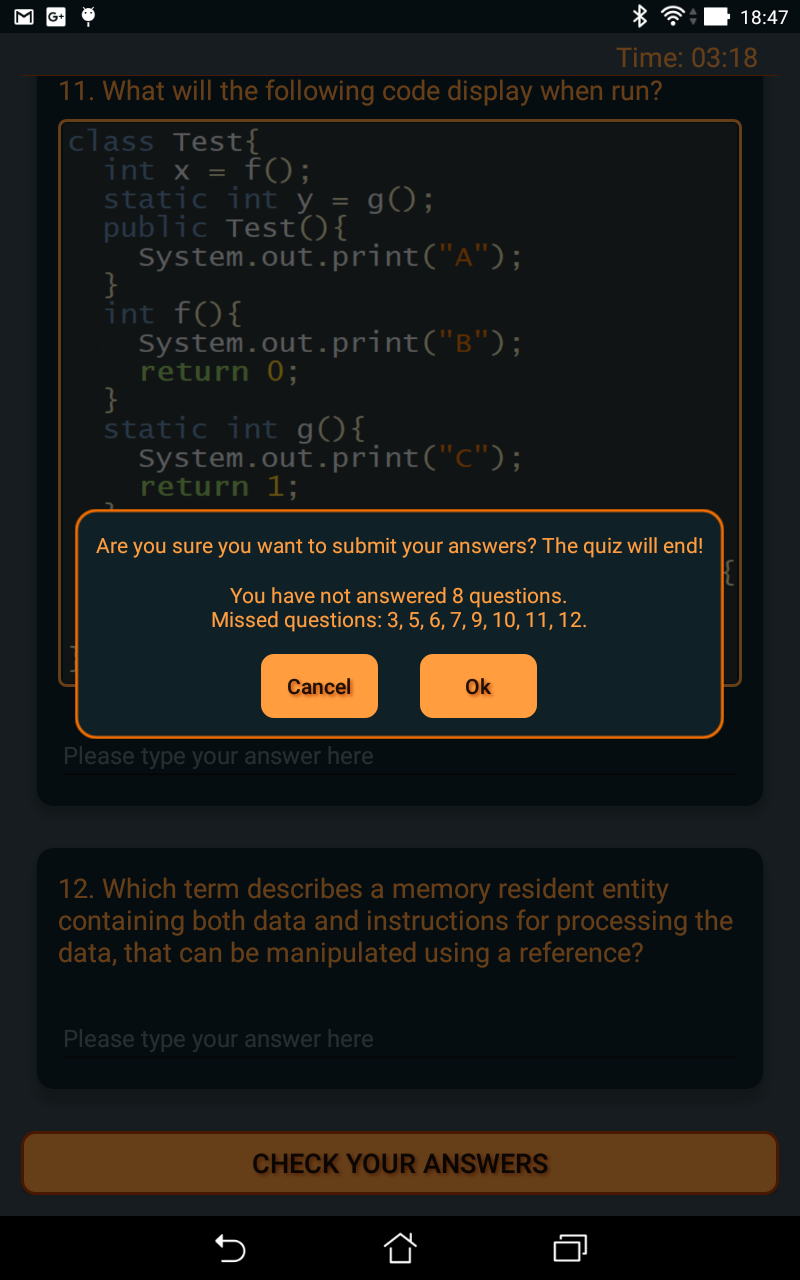 G+ 18:47
Time: 03:18
11. What will the following code display when run?
class Test{
int x = f();
static int y = g();
public Test(){
System.out.print("A");
}
int f(){
System.out.print("B");
return 0;
}
static int g(){
System.out.print("C");
return 1;
}
{
}
Are you sure you want to submit your answers? The quiz will end!
You have not answered 8 questions.
Missed questions: 3, 5, 6, 7, 9, 10, 11, 12.
Cancel Ok
Please type your answer here
12. Which term describes a memory resident entity
containing both data and instructions for processing the
data, that can be manipulated using a reference?
Please type your answer here
CHECK YOUR ANSWERS